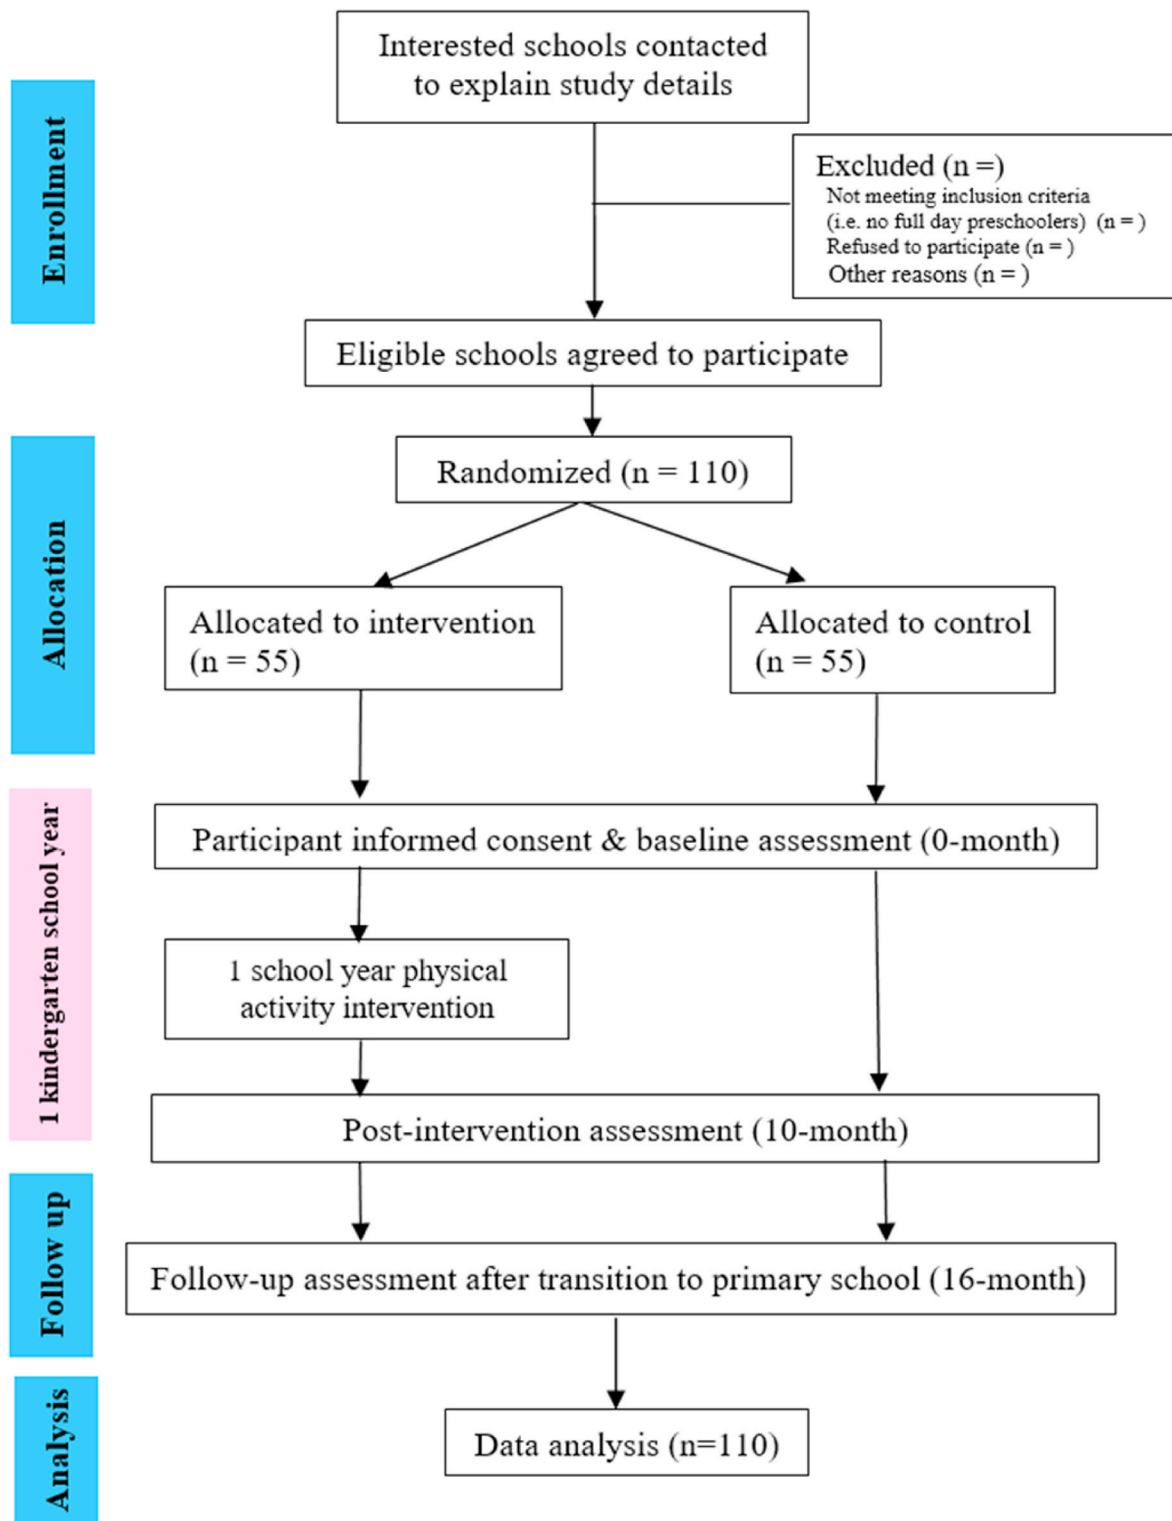 Interested schools contacted
to explain study details
Enrollment
Excluded (n =)
Not meeting inclusion criteria
(i.e. no full day preschoolers) (n = )
Refused to participate (n = )
Other reasons (n = )
Eligible schools agreed to participate
Allocation
Randomized (n = 110)
Allocated to intervention
(n = 55)
Allocated to control
(n = 55)
1 kindergarten school year
Participant informed consent & baseline assessment (0-month)
1 school year physical
activity intervention
Post-intervention assessment (10-month)
Follow up
Follow-up assessment after transition to primary school (16-month)
Analysis
Data analysis (n=110)